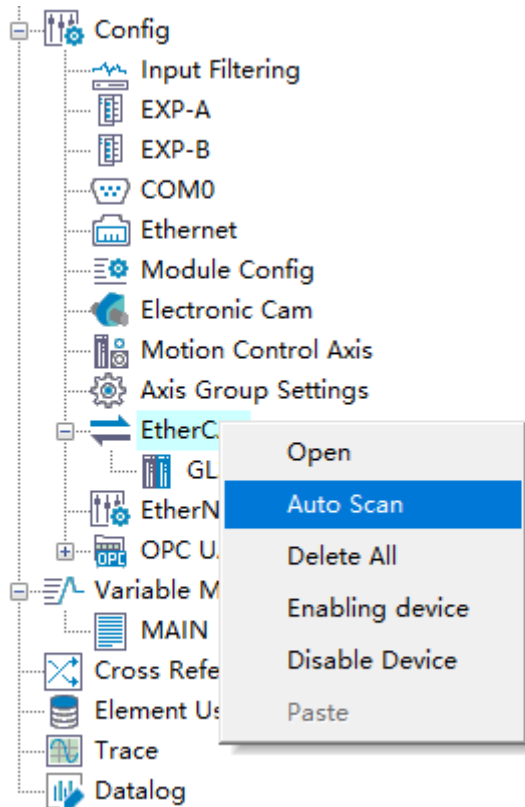 Config
Input Filtering
EXP-A
EXP-B
COM0
Ethernet
Module Config
Electronic Cam
Motion Control Axis
Axis Group Settings
EtherC
Open
GL
Auto Scan
EtherN
OPC U
OPC
Delete All
Variable M
Enabling device
MAIN
Disable Device
Cross Refe
Element Us
Paste
Trace
Datalog